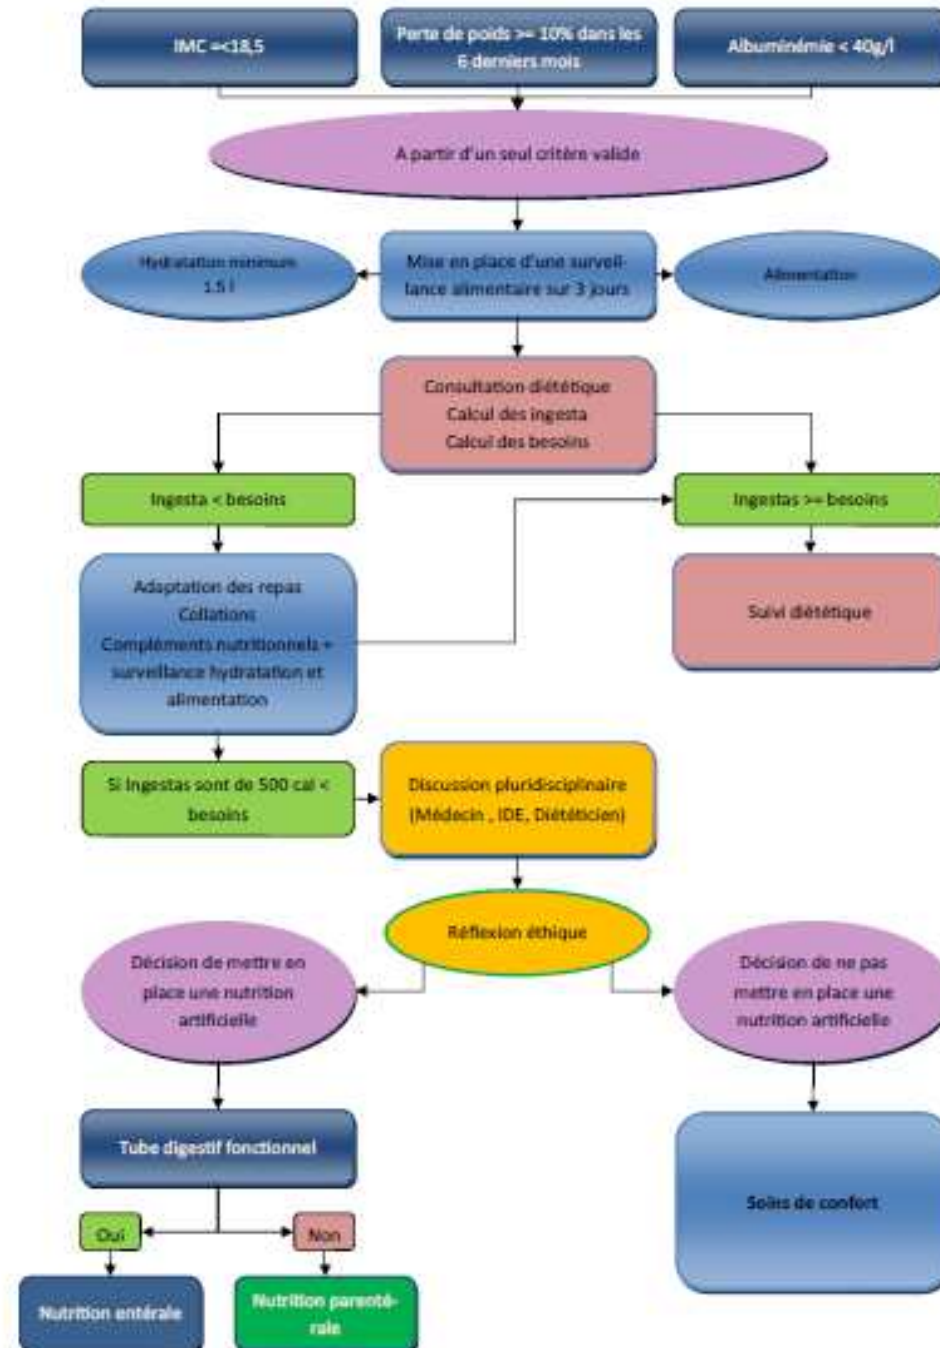 IMC =<18,5
Perte de poids >= 10% dans les
6 derniers mois
Albuminémie < 40g/l
A partir d'un seul critère valide
Hydratation minimum
1.5 l
Mise en place d'une surveil-
lance alimentaire sur 3 jours
Alimentation
Consultation diététique
Calcul des ingesta
Calcul des besoins
Ingesta < besoins
Ingestas >= besoins
Adaptation des repas
Collations
Compléments nutritionnels +
surveillance hydratation et
alimentation
Suivi diététique
Si Ingestas sont de 500 cal <
besoins
Discussion pluridisciplinaire
(Médecin , IDE, Diététicien)
Réflexion éthique
Décision de mettre en
place une nutrition
artificielle
Décision de ne pas
mettre en place une
nutrition artificielle
Tube digestif fonctionnel
Soins de confort
Oui
Non
Nutrition entérale
Nutrition parenté-
rale